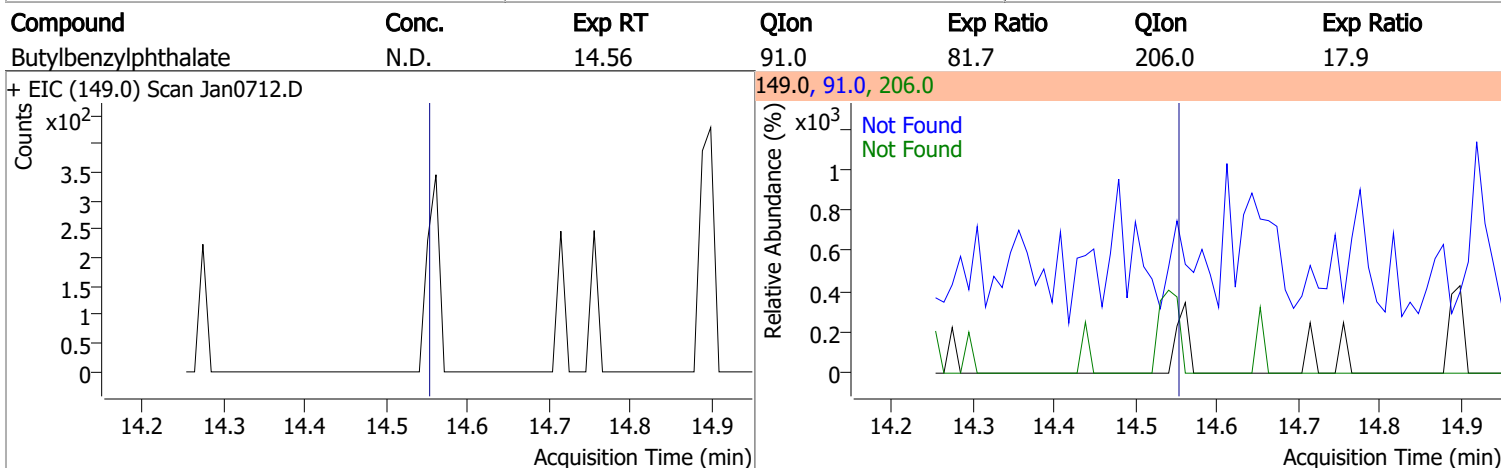 Compound Conc. Exp RT QIon Exp Ratio QIon Exp Ratio
Butylbenzylphthalate N.D. 14.56 91.0 81.7 206.0 17.9
+ EIC (149.0) Scan Jan0712.D
Counts
x10²
3.5
3
2.5
2
1.5
1
0.5
0
14.2 14.3 14.4 14.5 14.6 14.7 14.8 14.9
Acquisition Time (min)
149.0, 91.0, 206.0
Relative Abundance (%)
x10³
Not Found
Not Found
1
0.8
0.6
0.4
0.2
0
14.2 14.3 14.4 14.5 14.6 14.7 14.8 14.9
Acquisition Time (min)